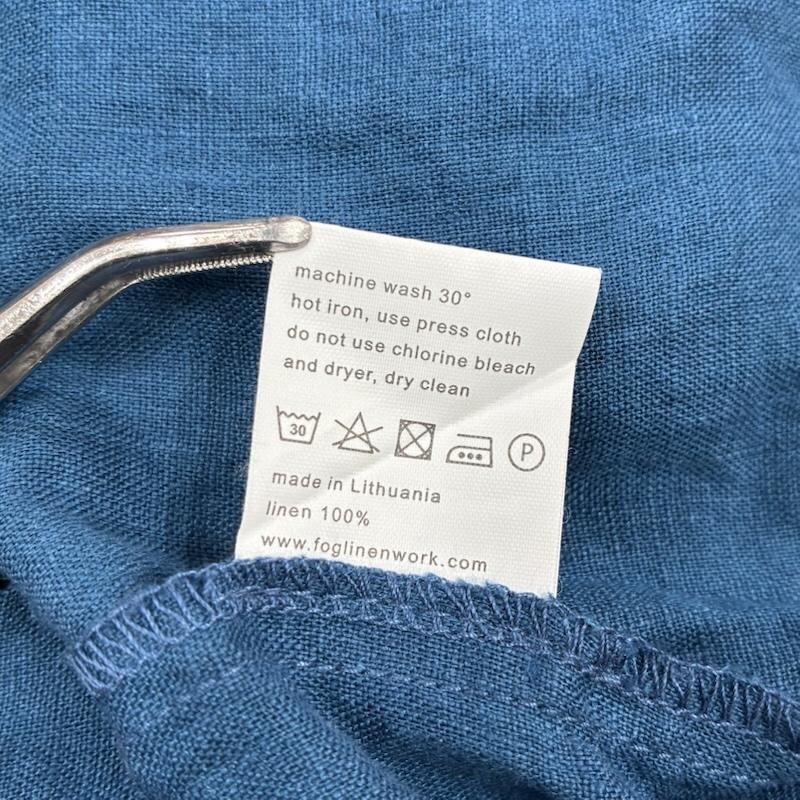 machine wash 30°
hot iron, use press cloth
do not use chlorine bleach
and dryer, dry clean
30 P
made in Lithuania
linen 100%
www.foglinenwork.com